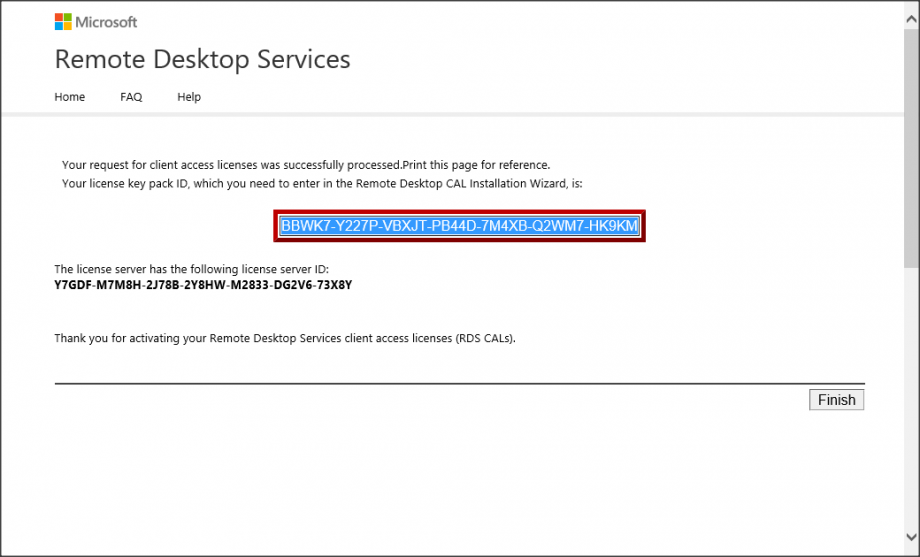 Microsoft
Remote Desktop Services
Home FAQ Help
Your request for client access licenses was successfully processed.Print this page for reference.
Your license key pack ID, which you need to enter in the Remote Desktop CAL Installation Wizard, is:
BBWK7-Y227P-VBXJT-PB44D-7M4XB-Q2WM7-HK9KM
The license server has the following license server ID:
Y7GDF-M7M8H-2J78B-2Y8HW-M2833-DG2V6-73X8Y
Thank you for activating your Remote Desktop Services client access licenses (RDS CALs).
Finish